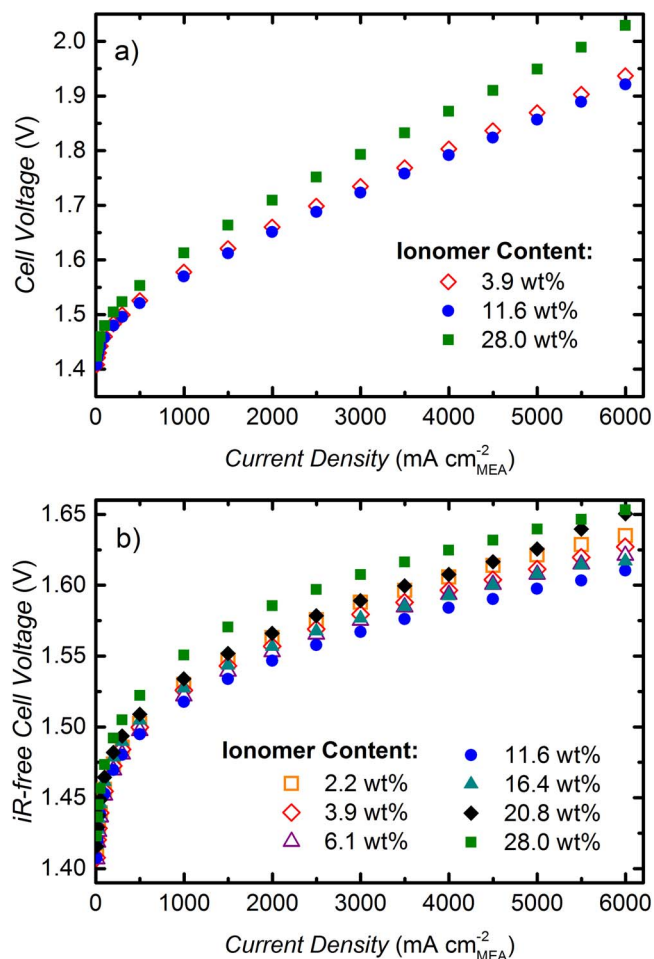 a)
2.0
1.9
1.8
1.7
1.6
1.5
1.4
Cell Voltage (V)
Ionomer Content:
3.9 wt%
11.6 wt%
28.0 wt%
0 1000 2000 3000 4000 5000 6000
Current Density (mA cm⁻²MEA)
b)
1.65
1.60
1.55
1.50
1.45
1.40
iR-free Cell Voltage (V)
Ionomer Content:
2.2 wt%
3.9 wt%
6.1 wt%
11.6 wt%
16.4 wt%
20.8 wt%
28.0 wt%
0 1000 2000 3000 4000 5000 6000
Current Density (mA cm⁻²MEA)